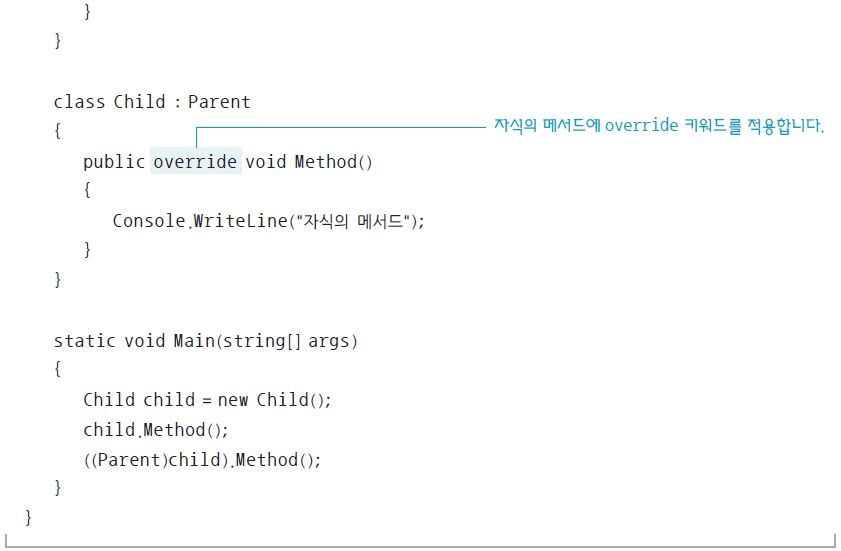 }
}
class Child : Parent
{
자식의 메서드에 override 키워드를 적용합니다.
public override void Method()
{
Console.WriteLine("자식의 메서드");
}
}
static void Main(string[] args)
{
Child child = new Child();
child.Method();
((Parent)child).Method();
}
}